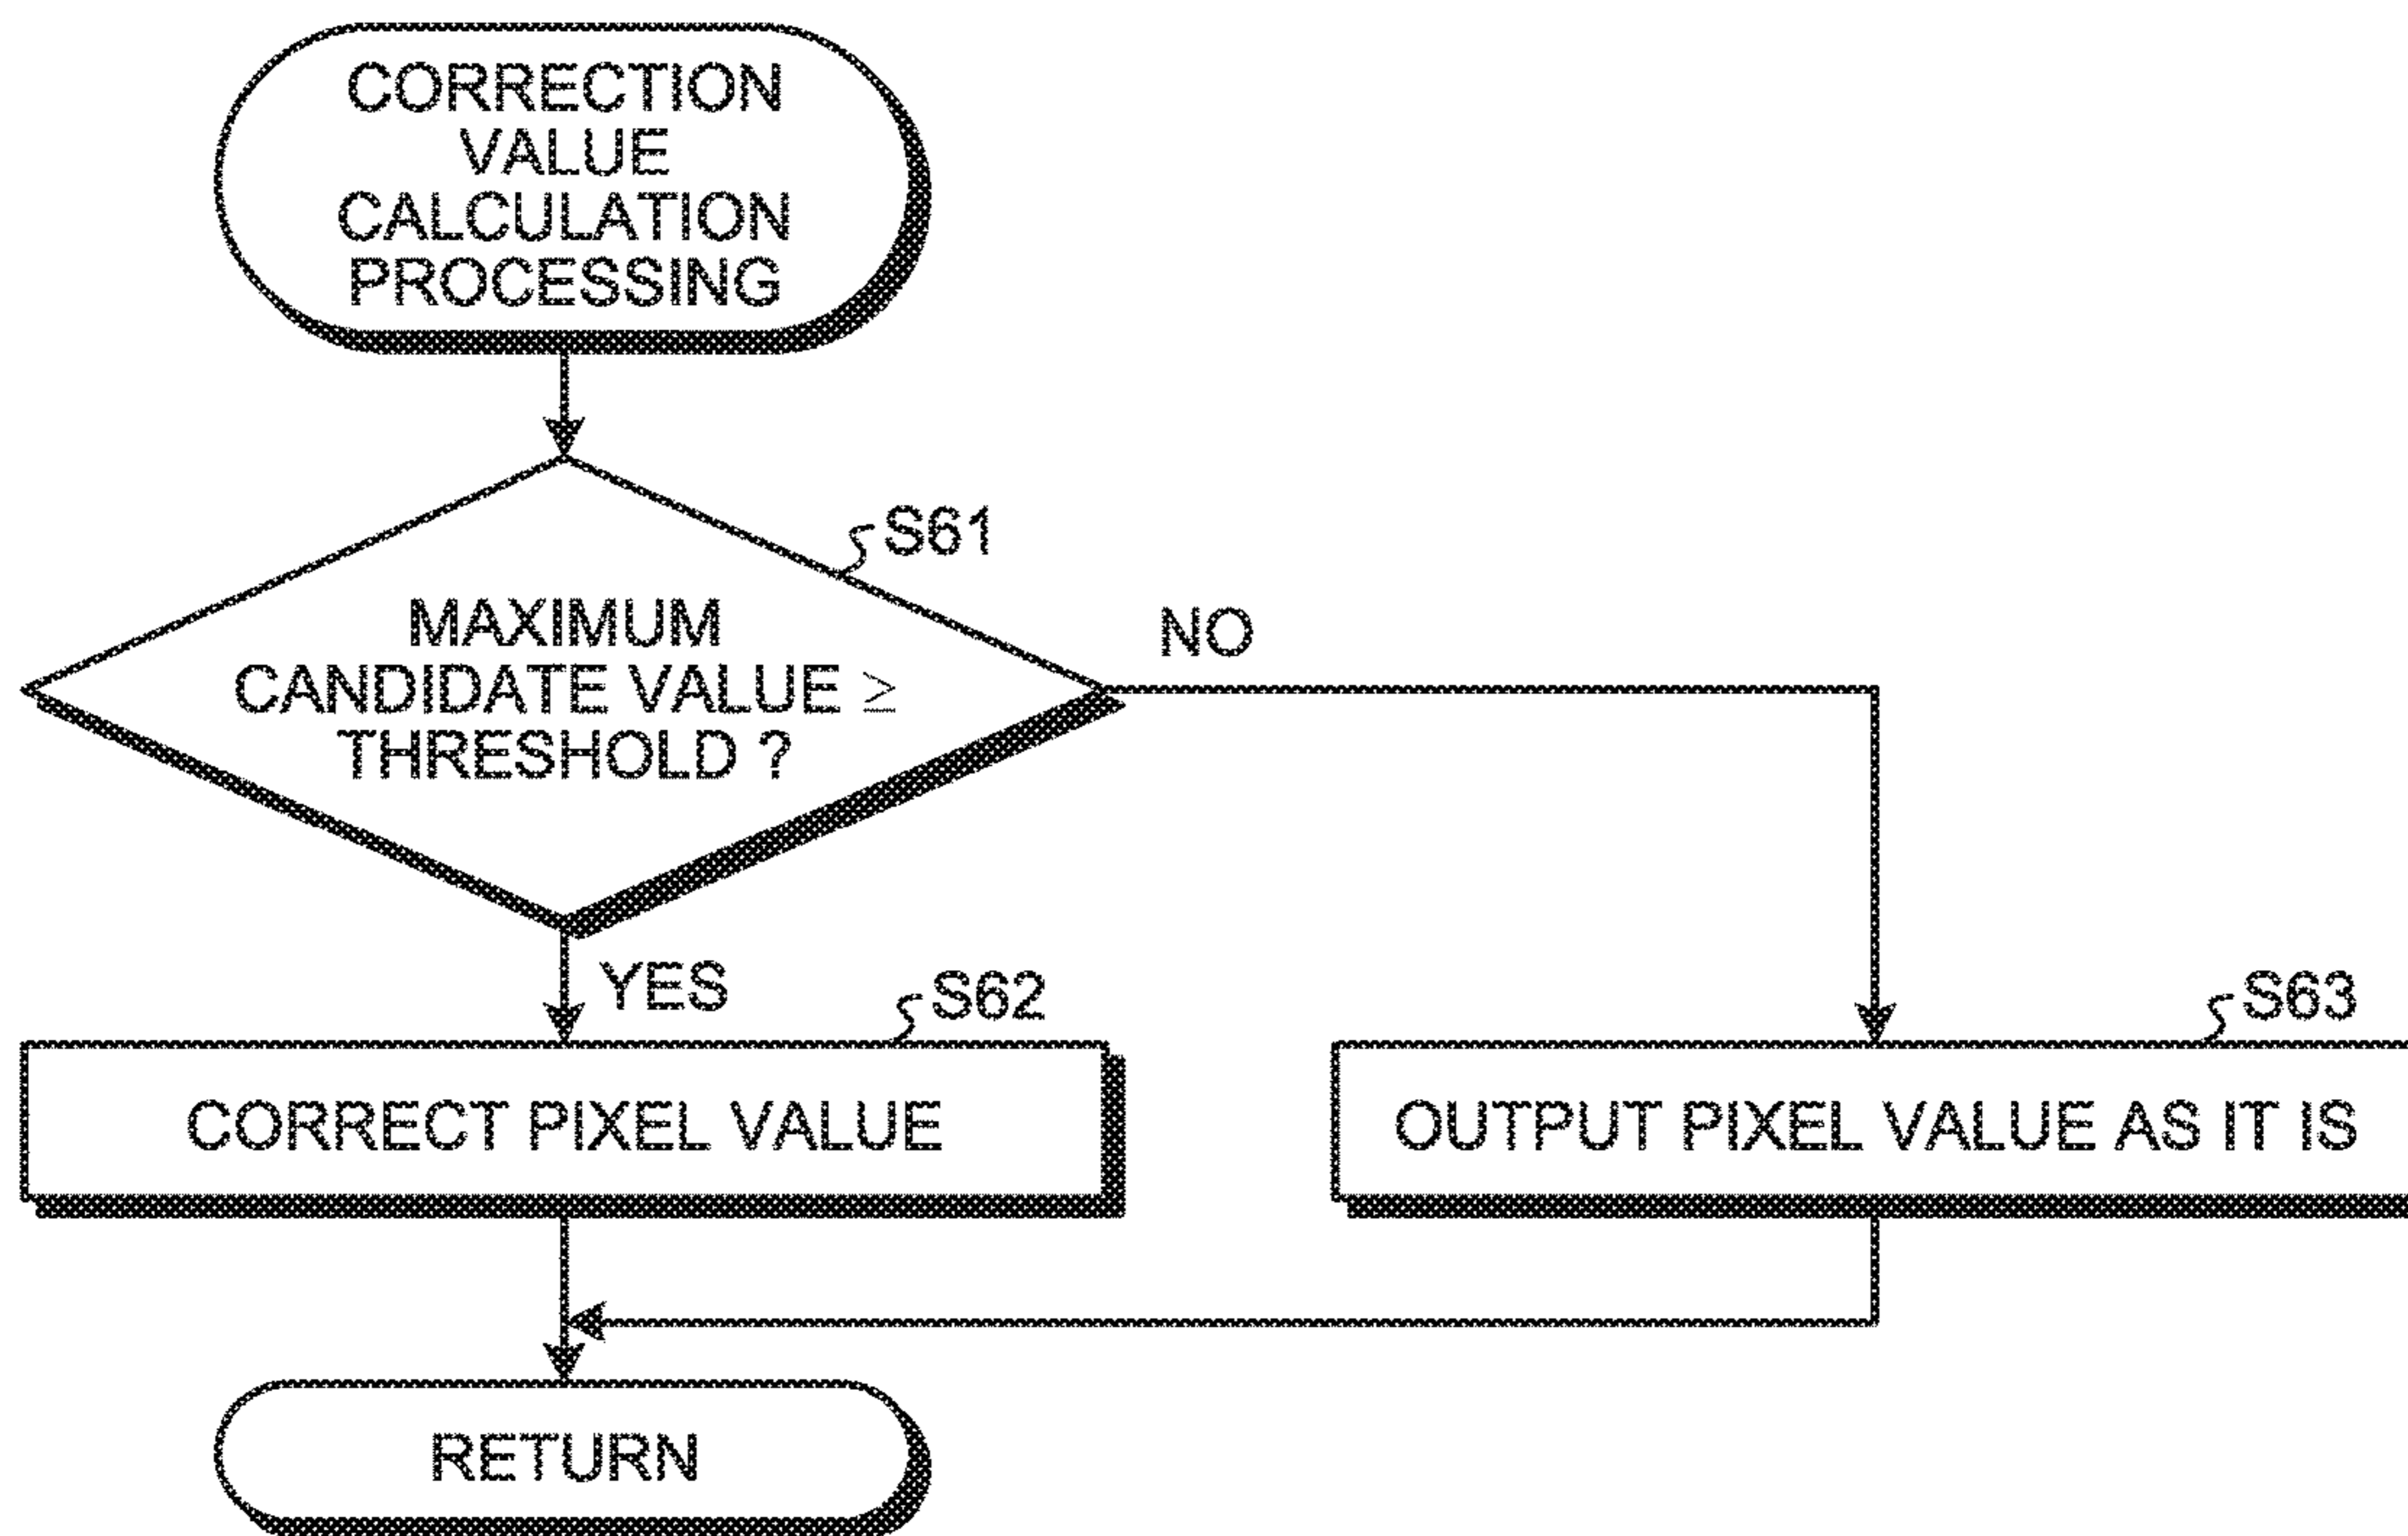 CORRECTION
VALUE
CALCULATION
PROCESSING
S61
MAXIMUM
CANDIDATE VALUE ≥
THRESHOLD ?
NO
YES
S62
CORRECT PIXEL VALUE
S63
OUTPUT PIXEL VALUE AS IT IS
RETURN